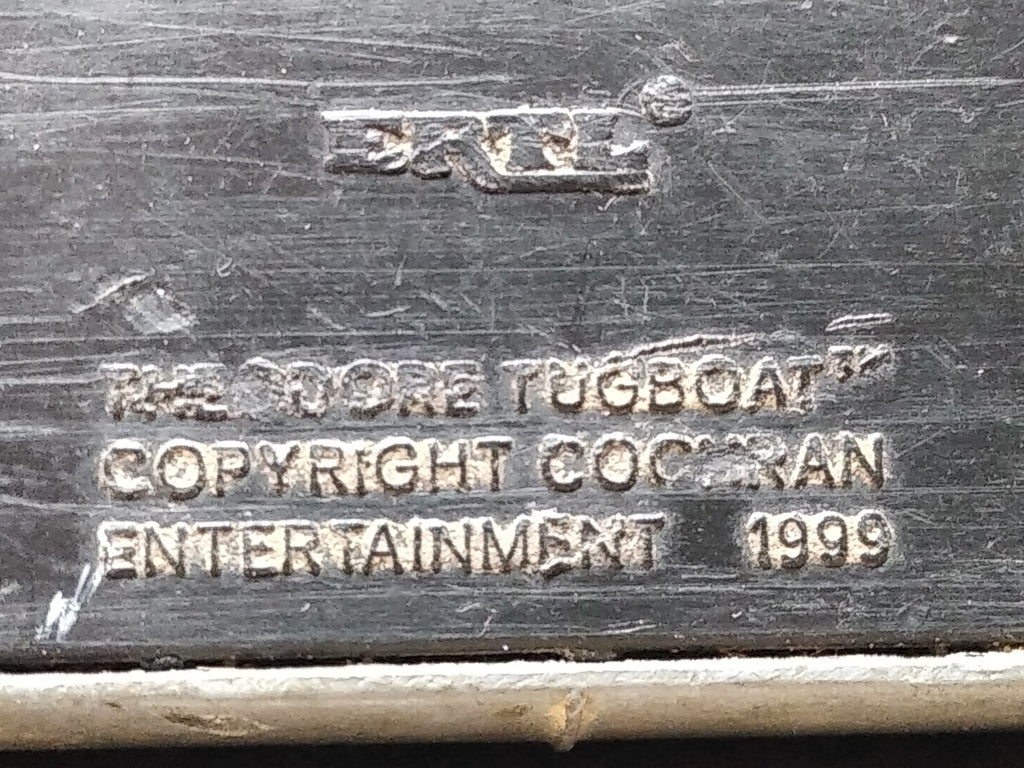 ERTL
THEODORE TUGBOAT™
COPYRIGHT COCHRAN
ENTERTAINMENT 1999